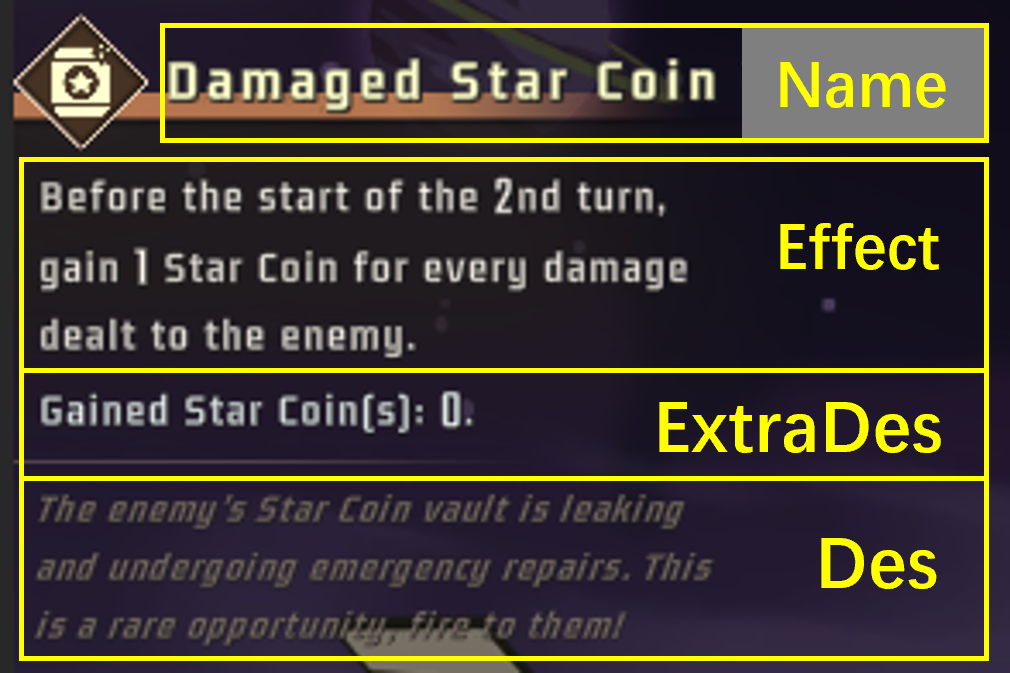 Damaged Star Coin Name
Before the start of the 2nd turn,
gain 1 Star Coin for every damage
dealt to the enemy.
Effect
Gained Star Coin(s): 0.
ExtraDes
The enemy's Star Coin vault is leaking
and undergoing emergency repairs. This
is a rare opportunity, fire to them!
Des